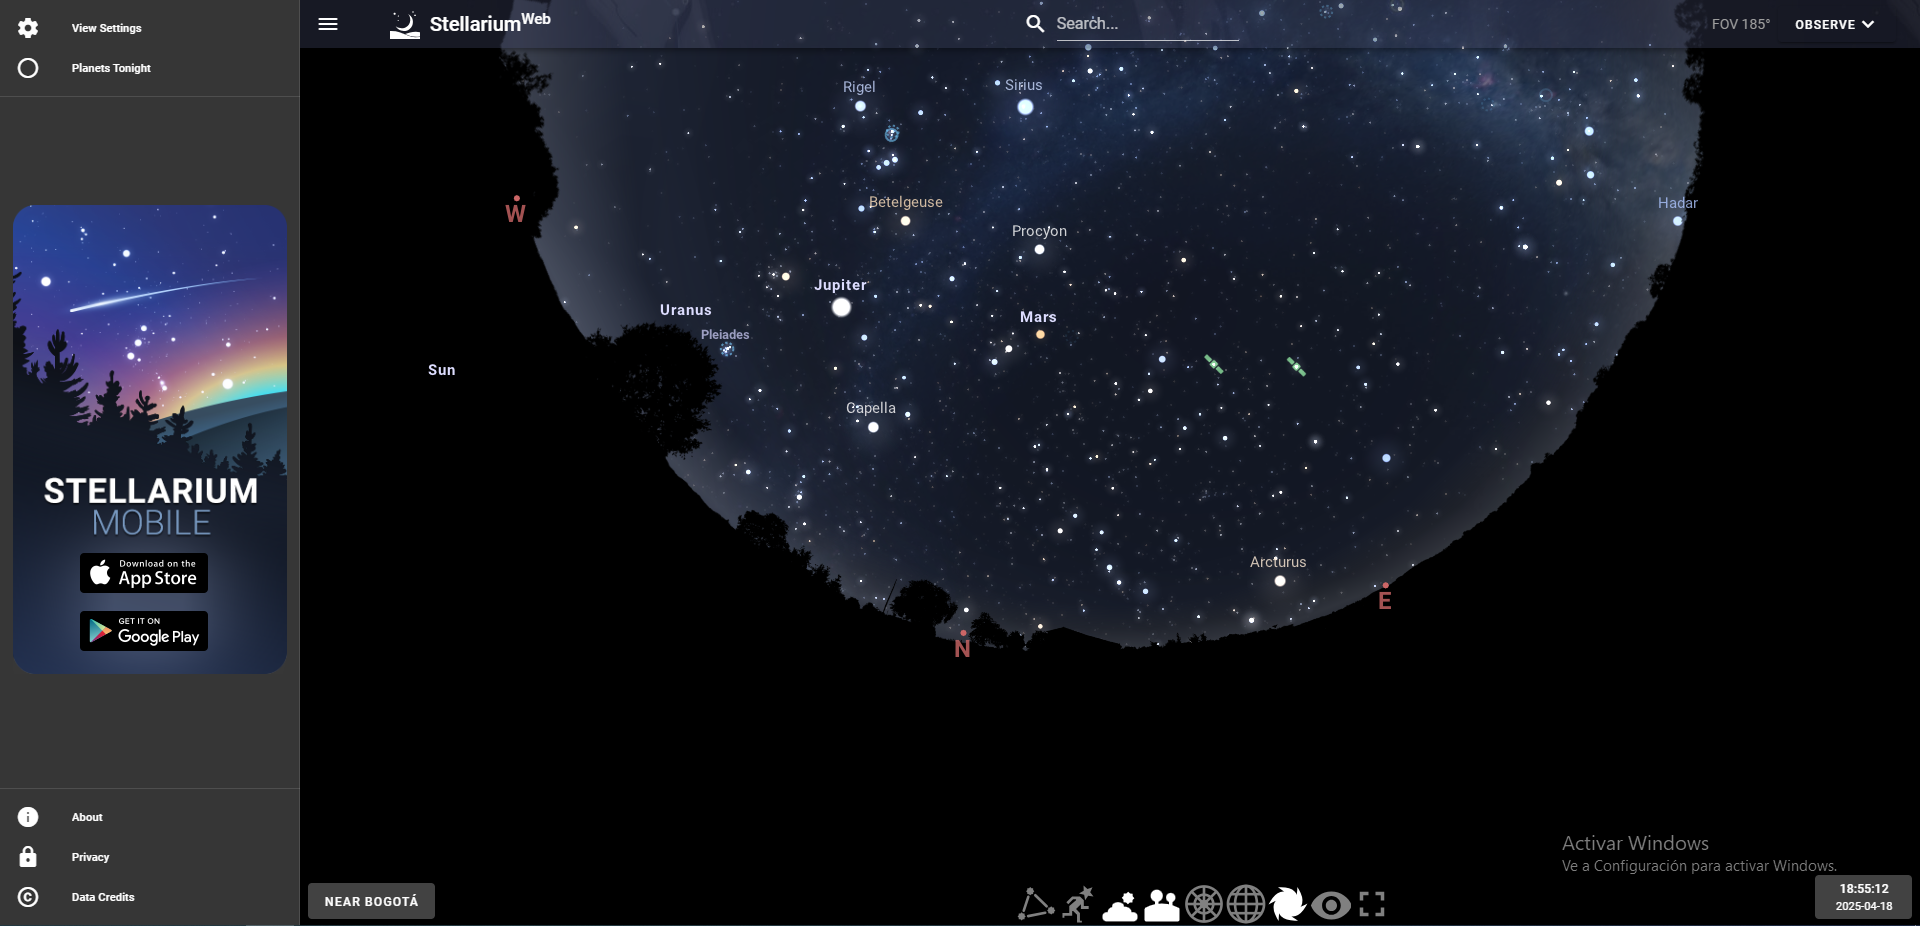 View Settings
Planets Tonight
STELLARIUM
MOBILE
Download on the
App Store
GET IT ON
Google Play
About
Privacy
Data Credits
StellariumWeb
Search...
FOV 185°
OBSERVE
Rigel
Sirius
W
Betelgeuse
Hadar
Procyon
Jupiter
Uranus
Mars
Pleiades
Sun
Capella
Arcturus
E
N
Activar Windows
Ve a Configuración para activar Windows.
NEAR BOGOTÁ
18:55:12
2025-04-18